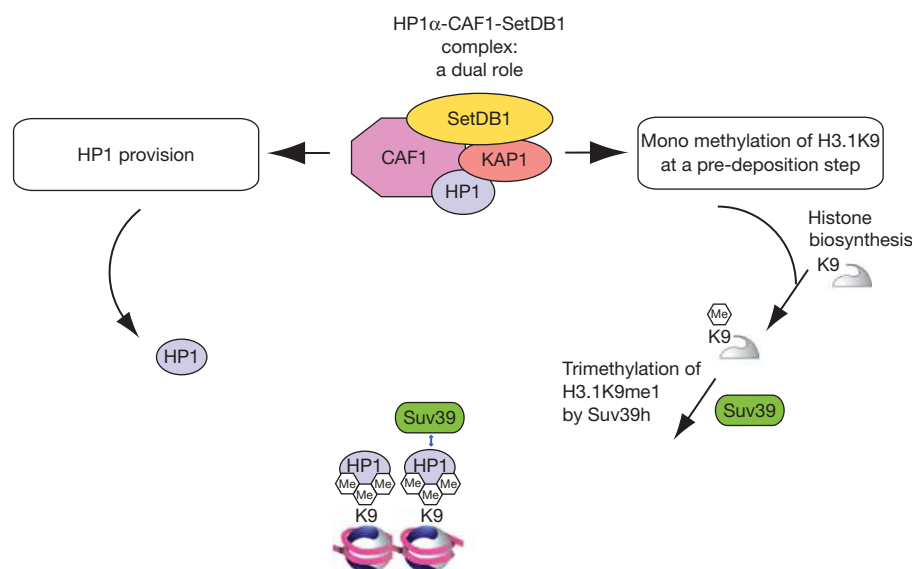 HP1α-CAF1-SetDB1
complex:
a dual role
SetDB1
CAF1
KAP1
HP1
HP1 provision
Mono methylation of H3.1K9
at a pre-deposition step
Histone
biosynthesis
K9
Me
K9
HP1
Trimethylation of
H3.1K9me1
by Suv39h
Suv39
Suv39
HP1 HP1
Me Me Me Me
Me Me
K9 K9